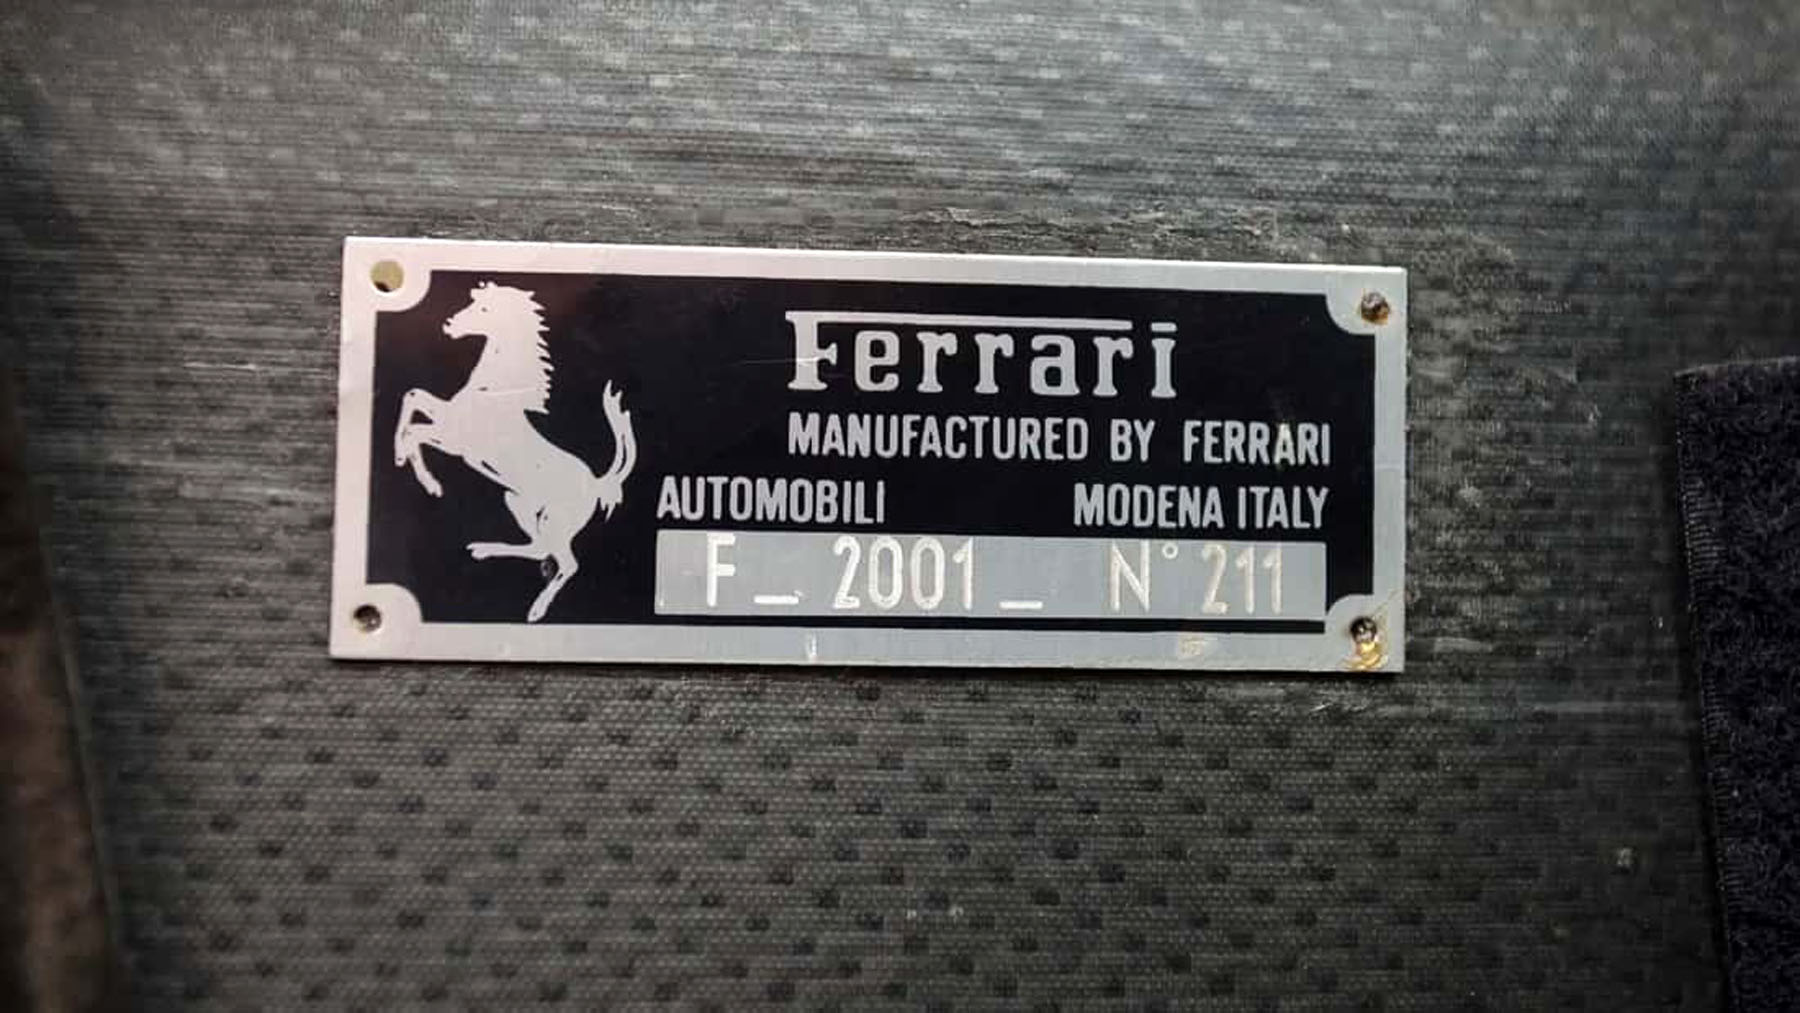 Ferrari
MANUFACTURED BY FERRARI
AUTOMOBILI MODENA ITALY
F_ 2001_ N° 211